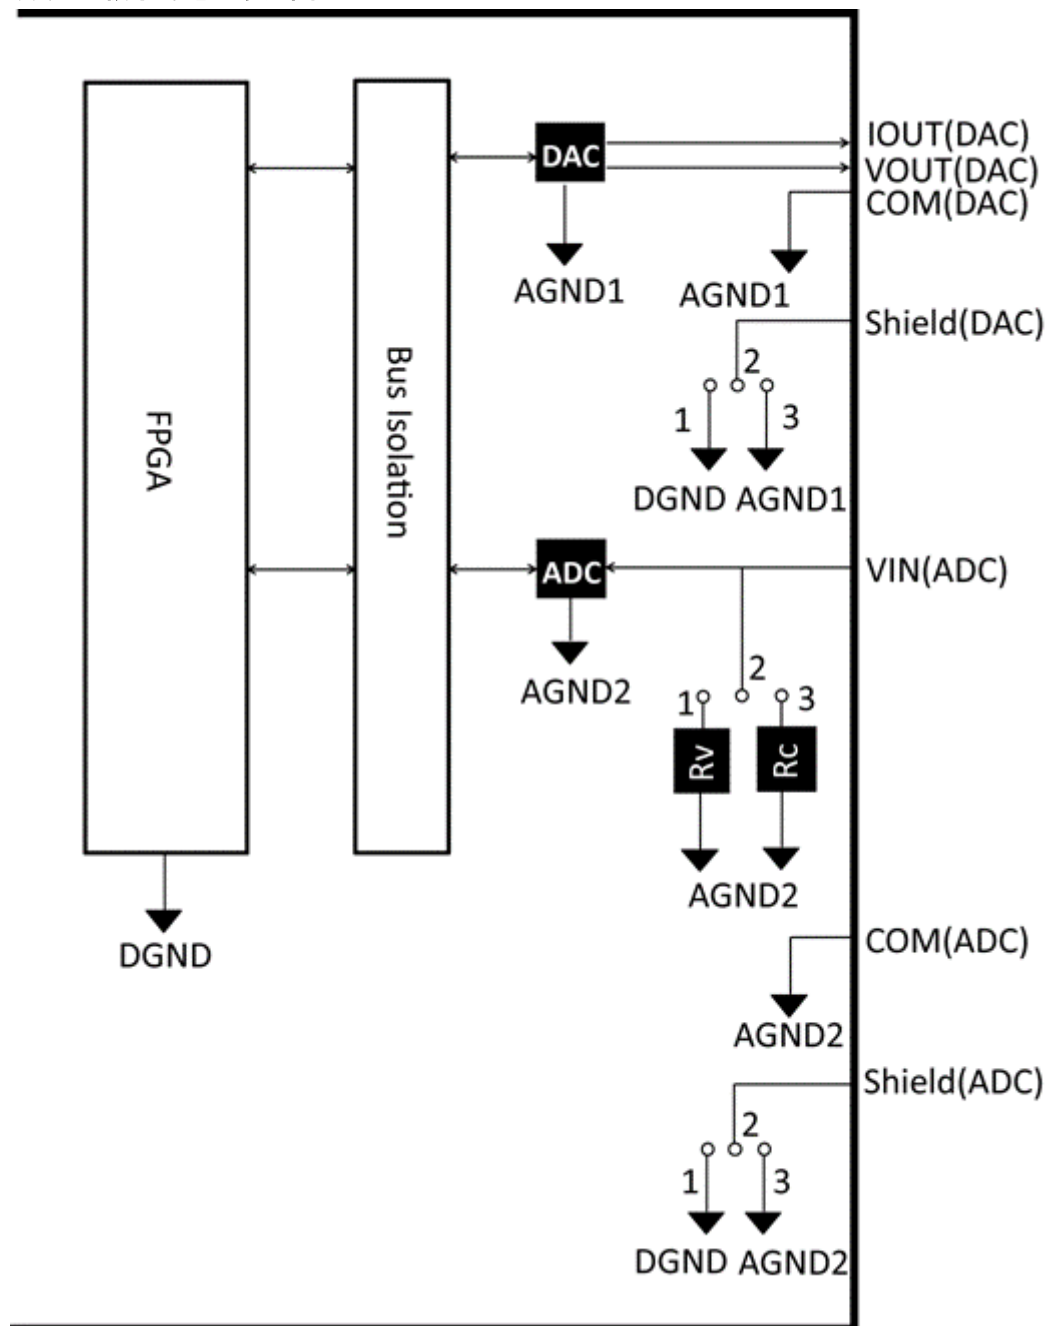 DAC
IOUT(DAC)
VOUT(DAC)
COM(DAC)
AGND1
AGND1
Shield(DAC)
2
1
3
DGND
AGND1
FPGA
Bus Isolation
ADC
VIN(ADC)
AGND2
2
1
3
Rv
Rc
AGND2
DGND
COM(ADC)
AGND2
Shield(ADC)
2
1
3
DGND
AGND2